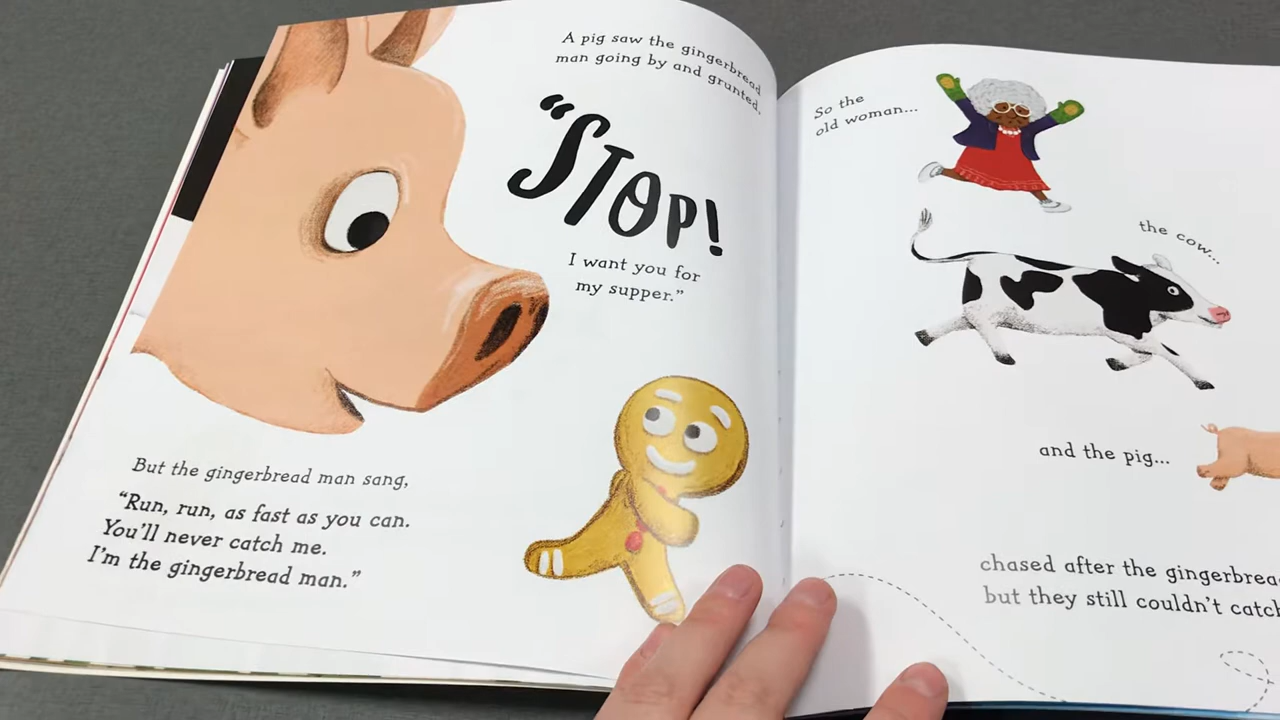 A pig saw the gingerbread
man going by and grunted,
“STOP!
I want you for
my supper.”
But the gingerbread man sang,
“Run, run, as fast as you can.
You'll never catch me.
I'm the gingerbread man.”
So the
old woman...
the cow...
and the pig...
chased after the
but they still couldn't catch